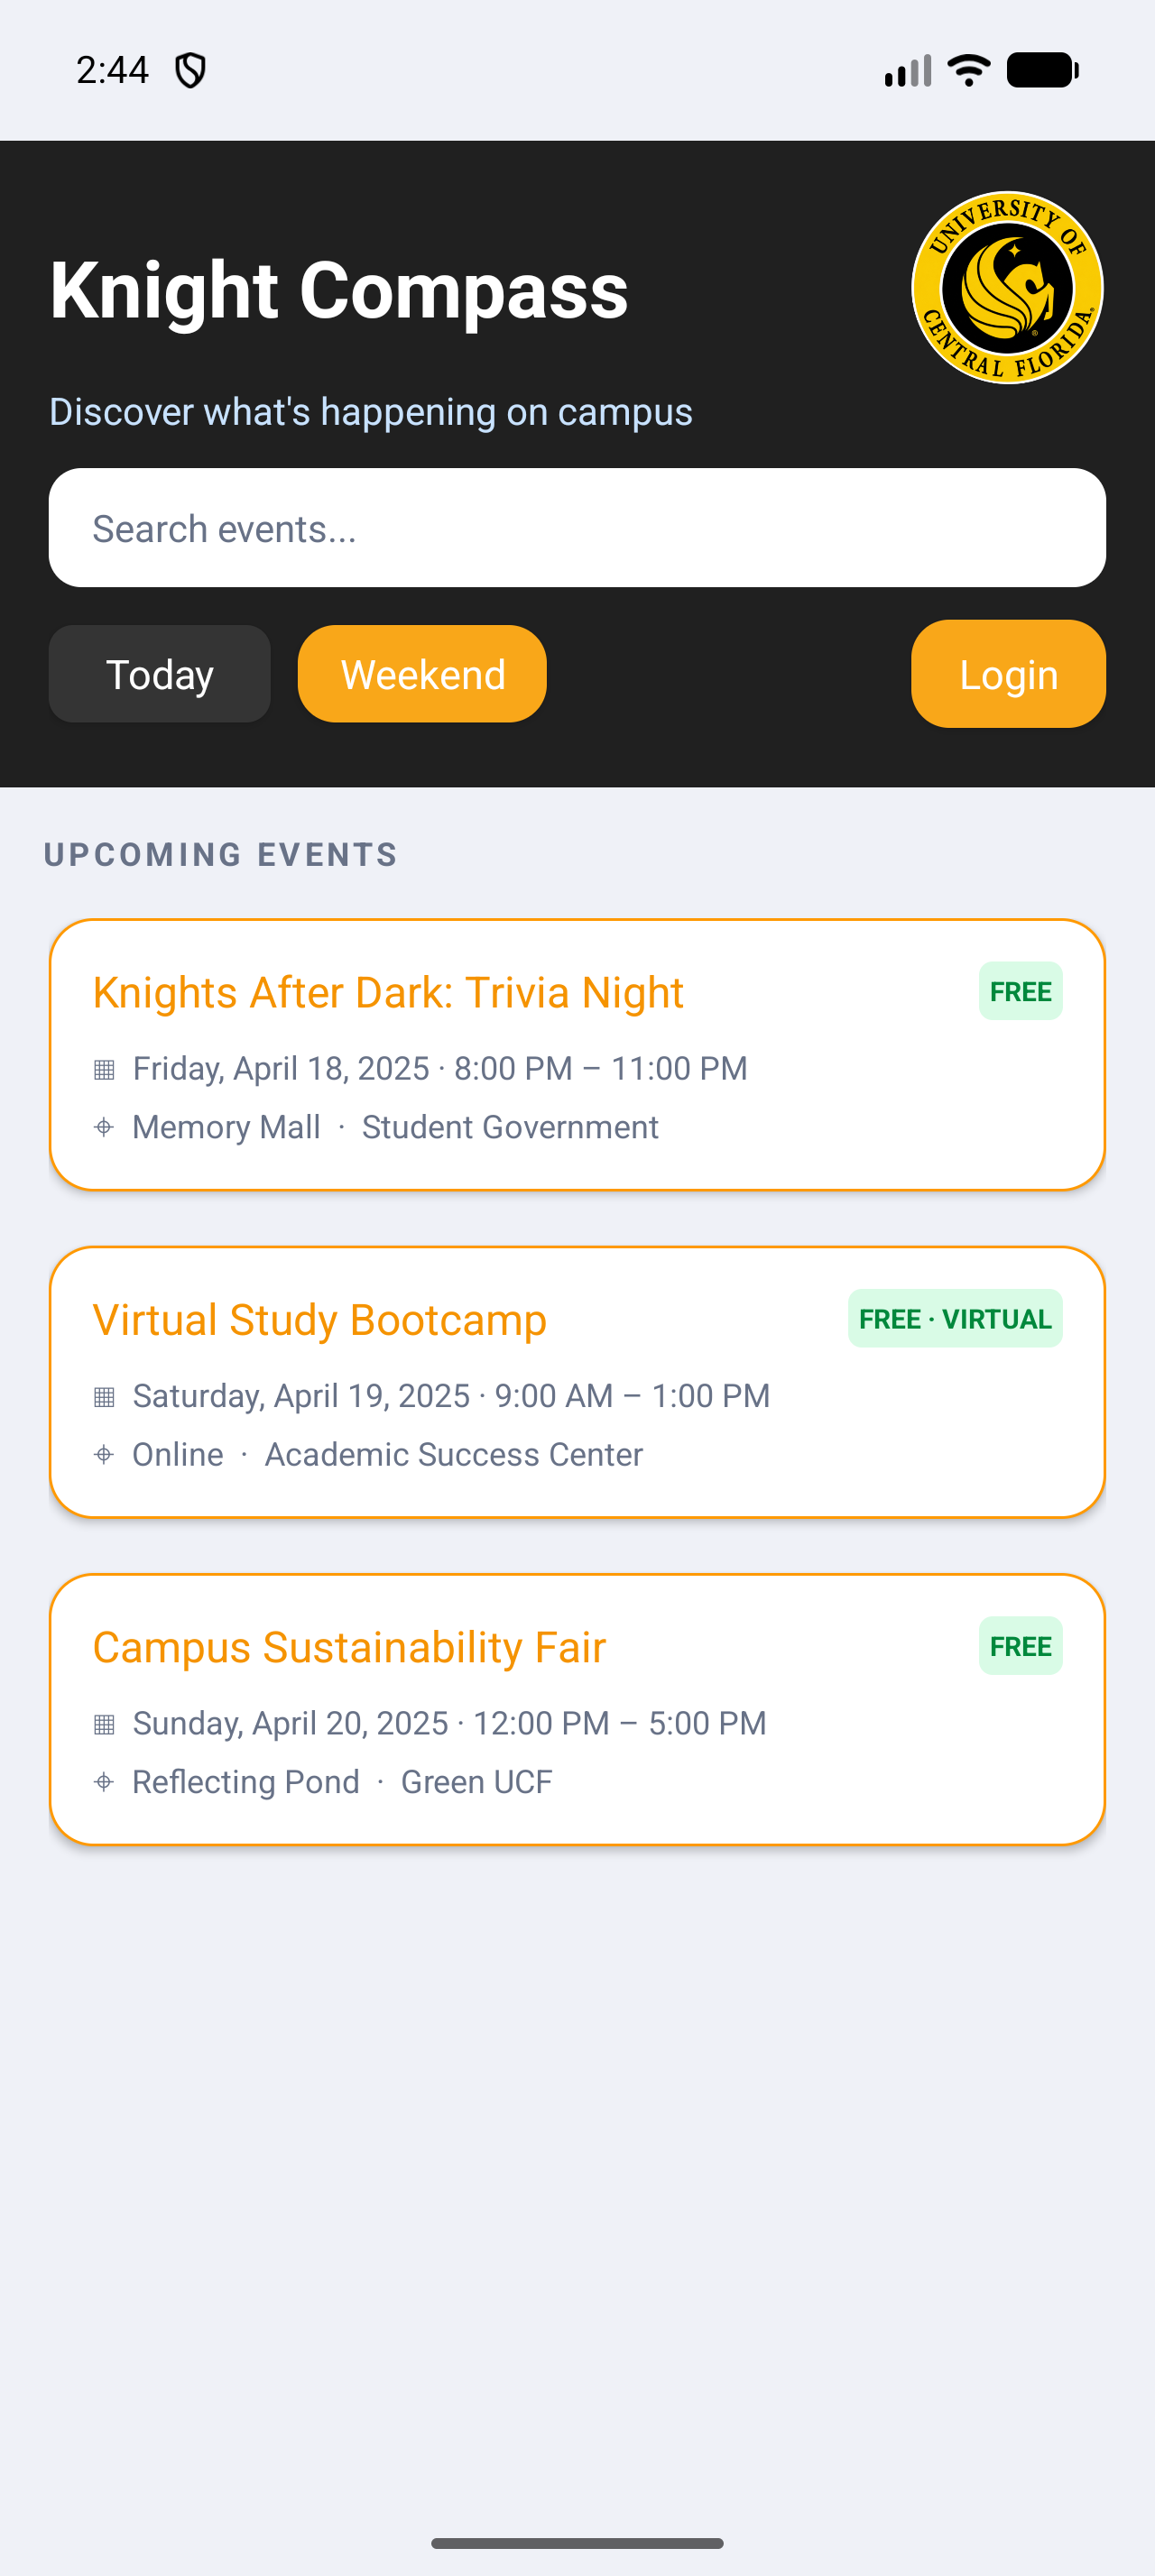 2:44
Knight Compass
UNIVERSITY OF
CENTRAL FLORIDA
Discover what's happening on campus
Search events...
Today
Weekend
Login
UPCOMING EVENTS
Knights After Dark: Trivia Night
FREE
Friday, April 18, 2025 · 8:00 PM – 11:00 PM
Memory Mall · Student Government
Virtual Study Bootcamp
FREE · VIRTUAL
Saturday, April 19, 2025 · 9:00 AM – 1:00 PM
Online · Academic Success Center
Campus Sustainability Fair
FREE
Sunday, April 20, 2025 · 12:00 PM – 5:00 PM
Reflecting Pond · Green UCF